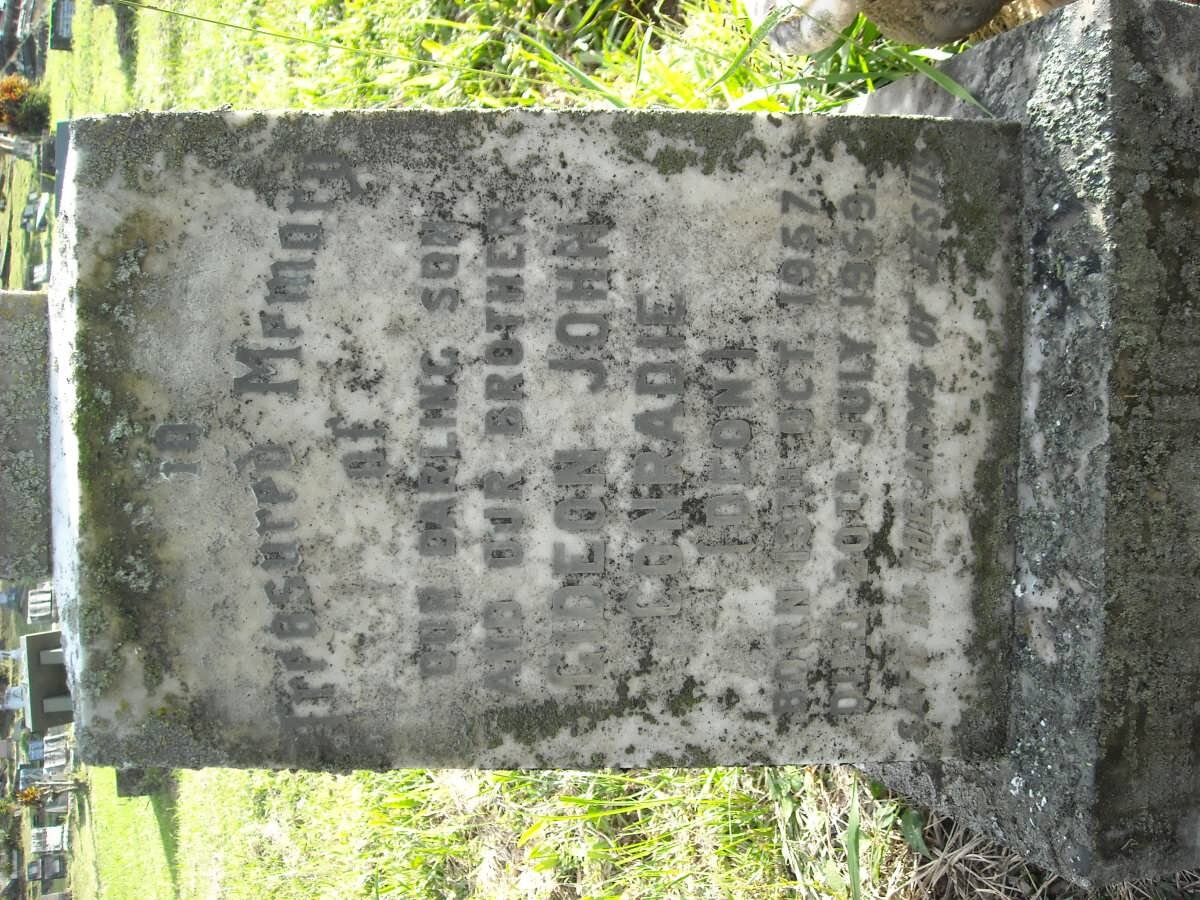 In
Treasured Memory
of
OUR DARLING SON
AND OUR BROTHER
GIDEON JOHN
CONRADIE
(DEON)
BORN 15TH OCT. 1957.
DIED 20TH JULY 1959.
SAFE IN THE ARMS OF JESUS